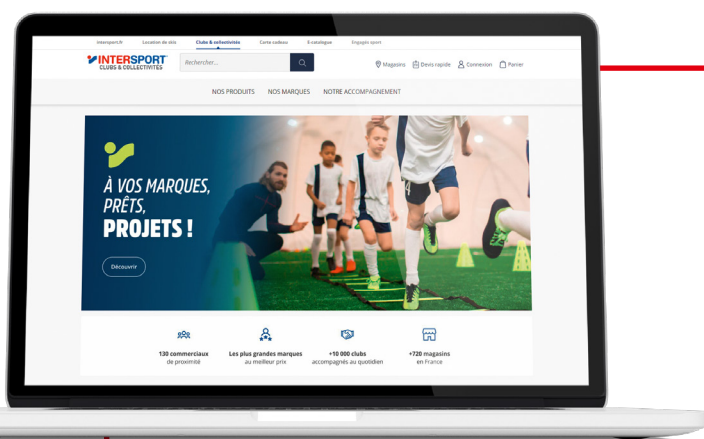 Intersport.fr Location de skis Clubs & collectivités Carte cadeau E-catalogue Engagés sport
INTERSPORT
CLUBS & COLLECTIVITÉS
Rechercher...
Magasins Devis rapide Connexion Panier
NOS PRODUITS NOS MARQUES NOTRE ACCOMPAGNEMENT
À VOS MARQUES,
PRÊTS,
PROJETS !
Découvrir
4
130 commerciaux
de proximité
Les plus grandes marques
au meilleur prix
+10 000 clubs
accompagnés au quotidien
+720 magasins
en France